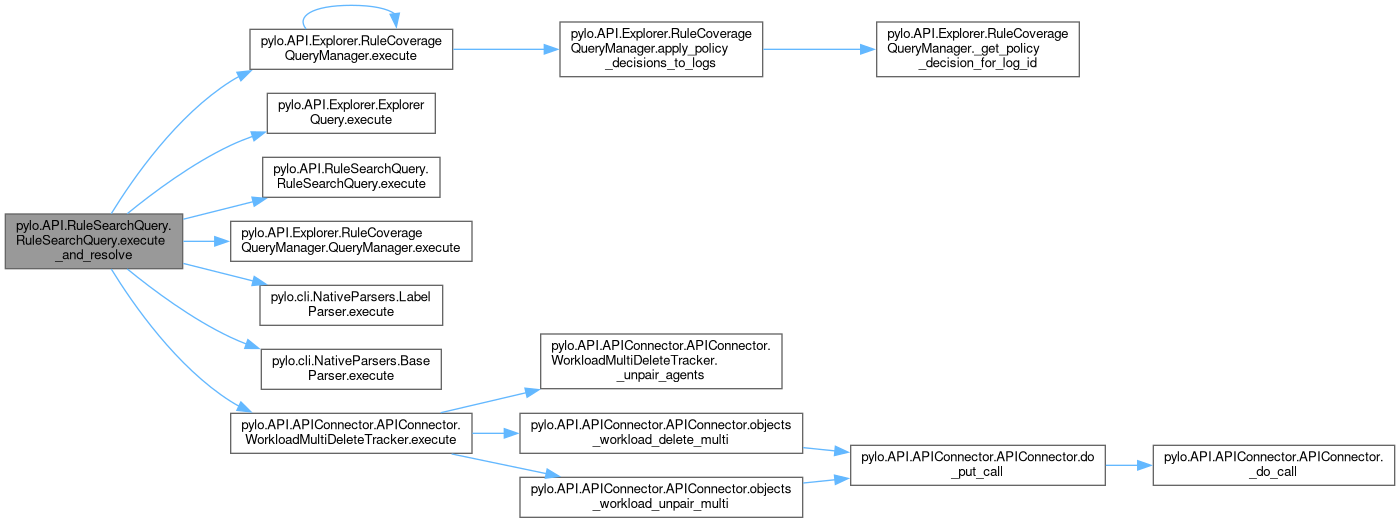 pylo.API.RuleSearchQuery.
RuleSearchQuery.execute
_and_resolve
pylo.API.Explorer.RuleCoverage
QueryManager.execute
pylo.API.Explorer.RuleCoverage
QueryManager.apply_policy
_decisions_to_logs
pylo.API.Explorer.RuleCoverage
QueryManager._get_policy
_decision_for_log_id
pylo.API.Explorer.Explorer
Query.execute
pylo.API.RuleSearchQuery.
RuleSearchQuery.execute
pylo.API.Explorer.RuleCoverage
QueryManager.QueryManager.execute
pylo.cli.NativeParsers.Label
Parser.execute
pylo.cli.NativeParsers.Base
Parser.execute
pylo.API.APIConnector.APIConnector.
WorkloadMultiDeleteTracker.execute
pylo.API.APIConnector.APIConnector.
WorkloadMultiDeleteTracker.
_unpair_agents
pylo.API.APIConnector.APIConnector.objects
_workload_delete_multi
pylo.API.APIConnector.APIConnector.objects
_workload_unpair_multi
pylo.API.APIConnector.APIConnector.do
_put_call
pylo.API.APIConnector.APIConnector.
_do_call